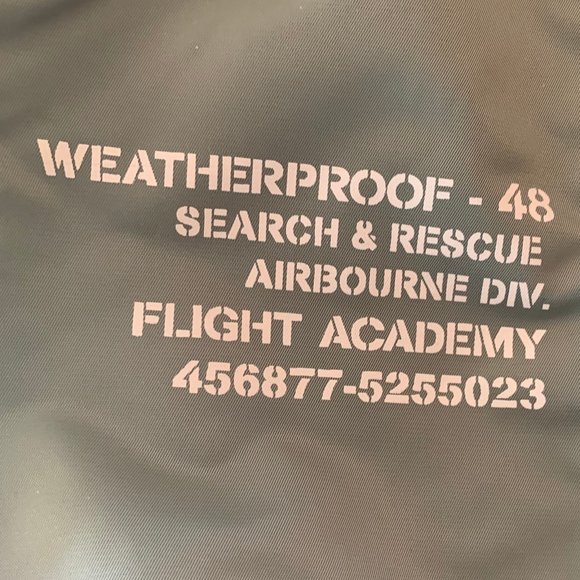 WEATHERPROOF - 48
SEARCH & RESCUE
AIRBOURNE DIV.
FLIGHT ACADEMY
456877-5255023